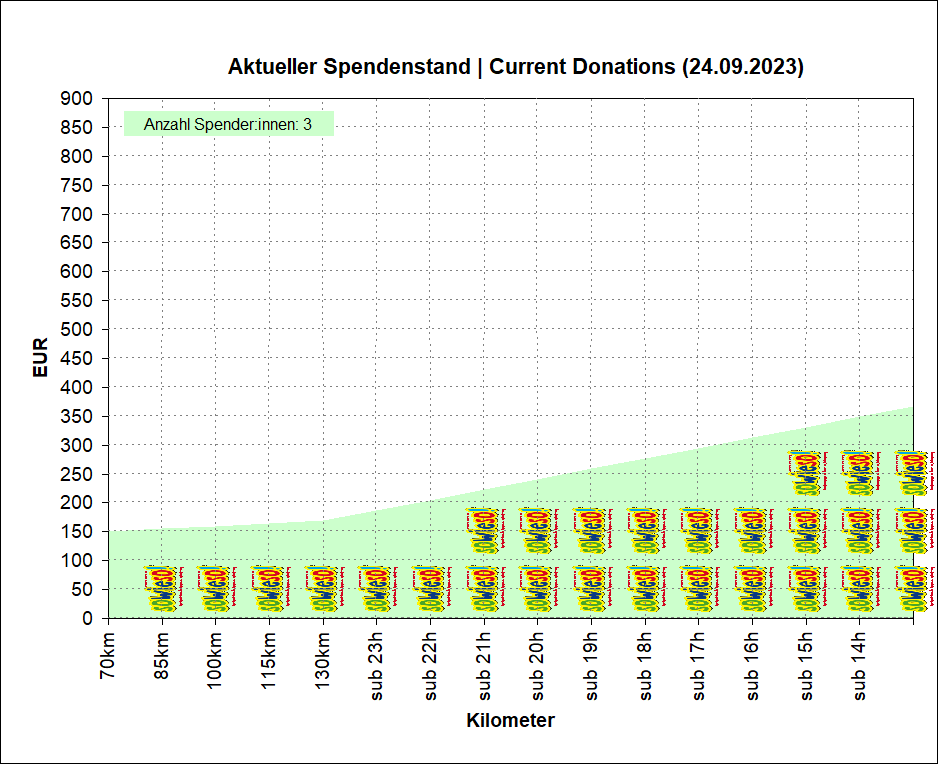 Aktueller Spendenstand | Current Donations (24.09.2023)
Anzahl Spender:innen: 3
900
850
800
750
700
650
600
550
500
450
400
350
300
250
200
150
100
50
0
EUR
70km
85km
100km
115km
130km
sub 23h
sub 22h
sub 21h
sub 20h
sub 19h
sub 18h
sub 17h
sub 16h
sub 15h
sub 14h
Kilometer